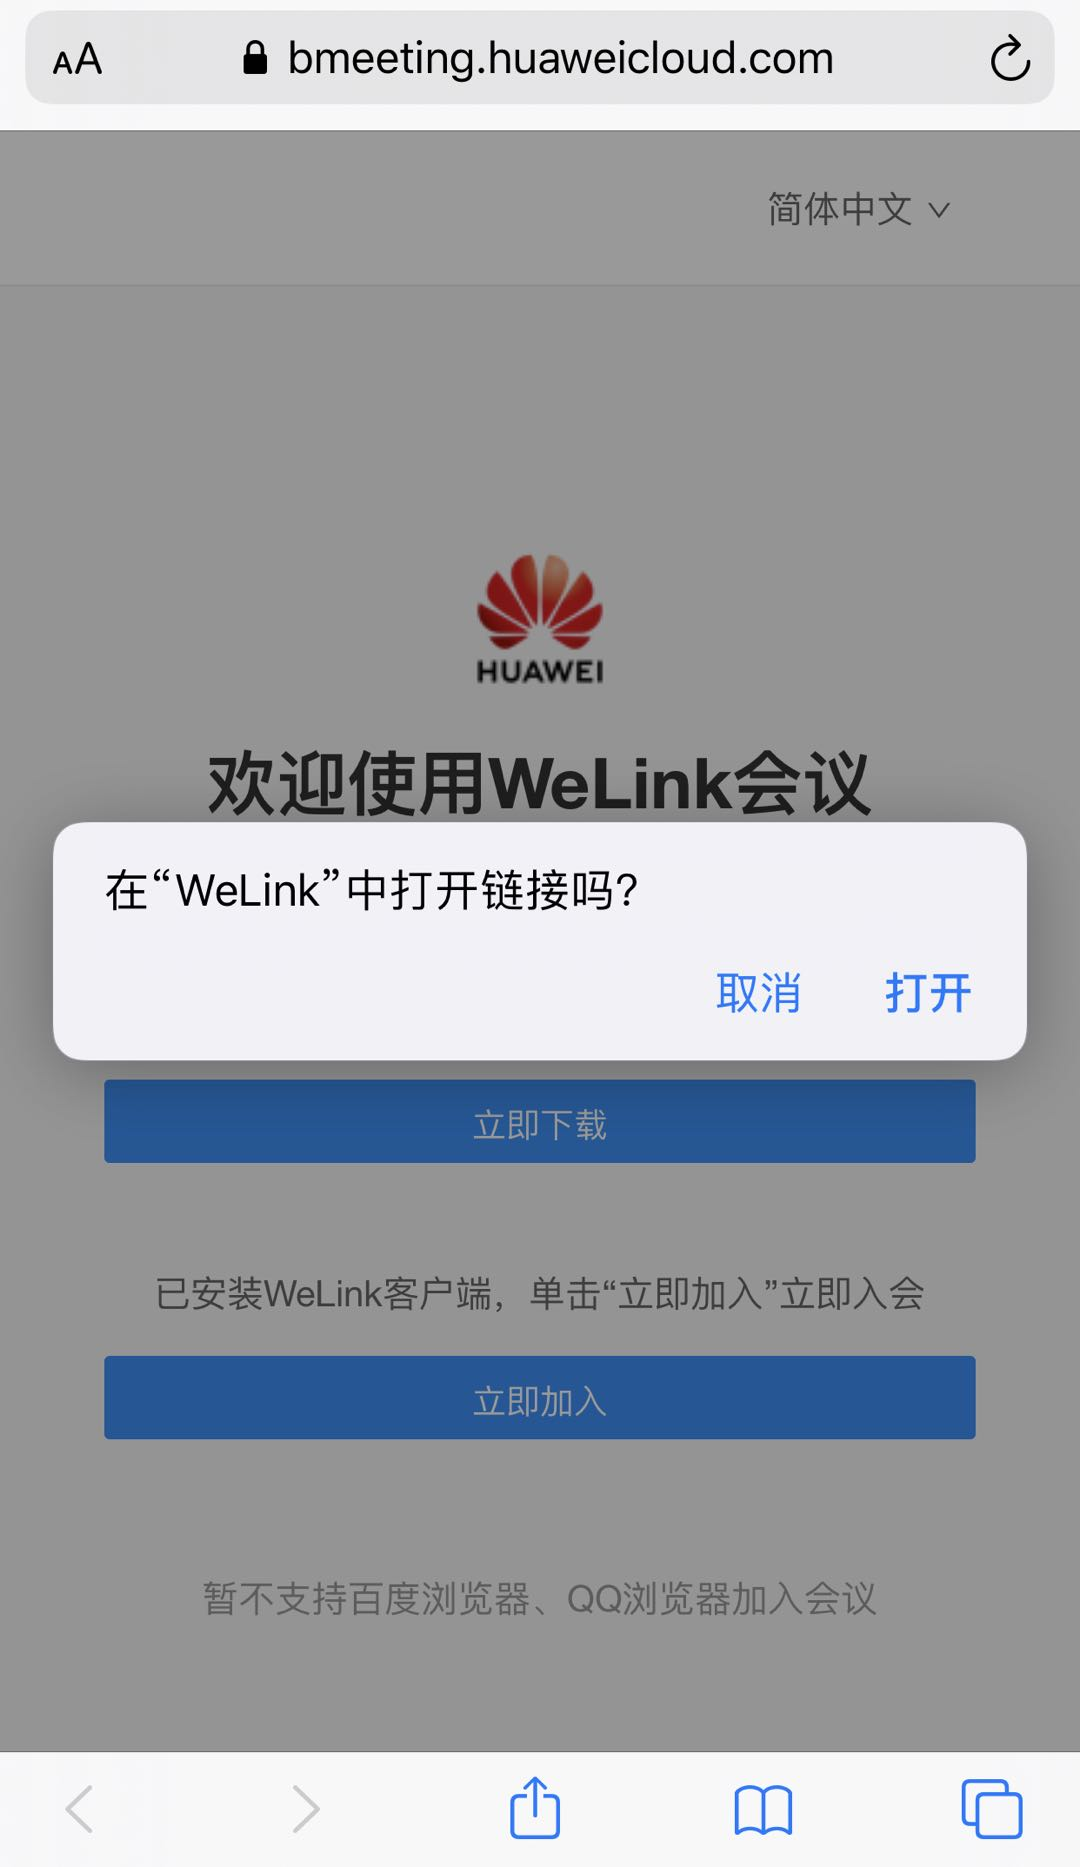 AA bmeeting.huaweicloud.com
简体中文
HUAWEI
欢迎使用WeLink会议
在“WeLink”中打开链接吗?
取消 打开
立即下载
已安装WeLink客户端，单击“立即加入”立即入会
立即加入
暂不支持百度浏览器、QQ浏览器加入会议